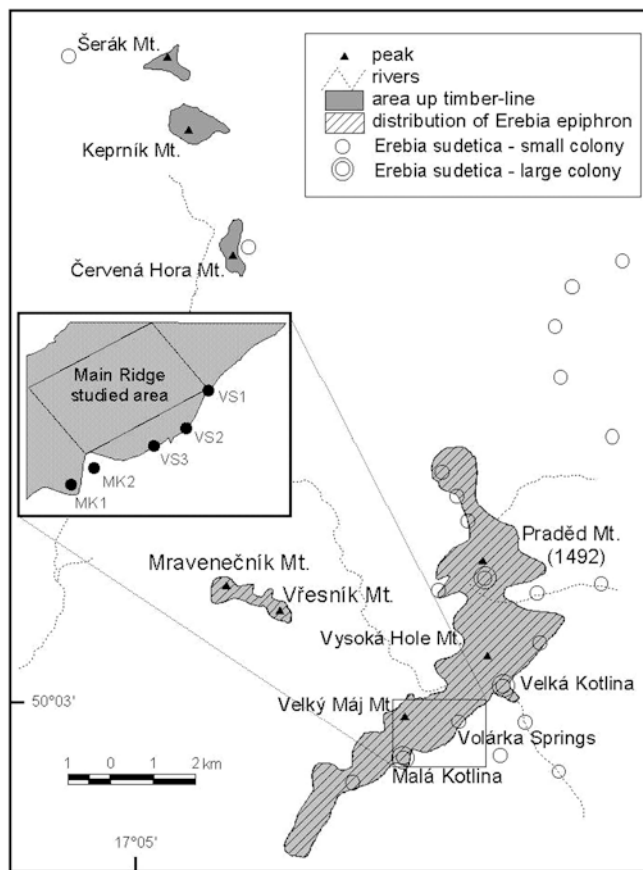 Šerák Mt.
peak
rivers
area up timber-line
distribution of Erebia epiphron
Erebia sudetica - small colony
Erebia sudetica - large colony
Keprník Mt.
Červená Hora Mt.
Main Ridge
studied area
VS1
VS2
VS3
MK2
MK1
Praděd Mt.
(1492)
Mravenečník Mt.
Vřesník Mt.
Vysoká Hole Mt.
Velká Kotlina
50°03'
Velký Máj Mt.
Volárka Springs
1 0 1 2 km
Malá Kotlina
17°05'